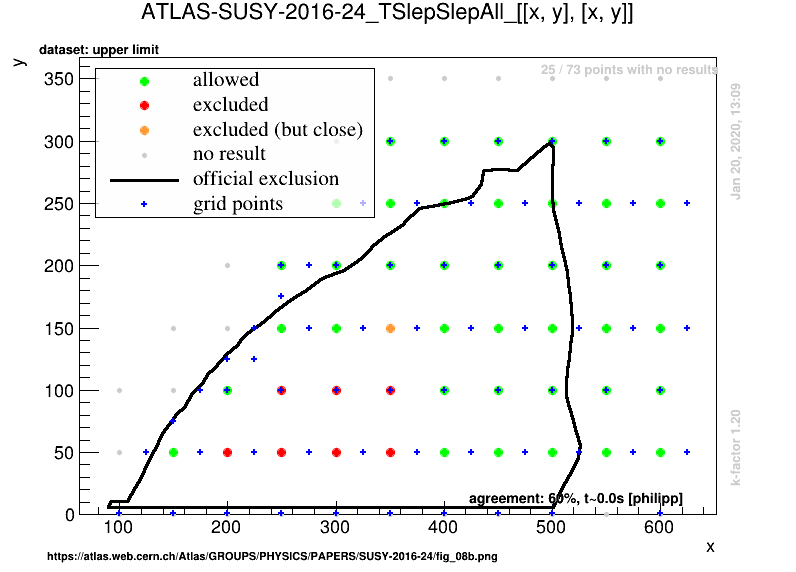 ATLAS-SUSY-2016-24_TSlepSlepAll_[[x, y], [x, y]]
dataset: upper limit
y
25 / 73 points with no results
allowed
excluded
excluded (but close)
no result
official exclusion
grid points
350
300
250
200
150
100
50
0
100 200 300 400 500 600
x
agreement: 60%, t~0.0s [philipp]
Jan 20, 2020, 13:09
k-factor 1.20
https://atlas.web.cern.ch/Atlas/GROUPS/PHYSICS/PAPERS/SUSY-2016-24/fig_08b.png